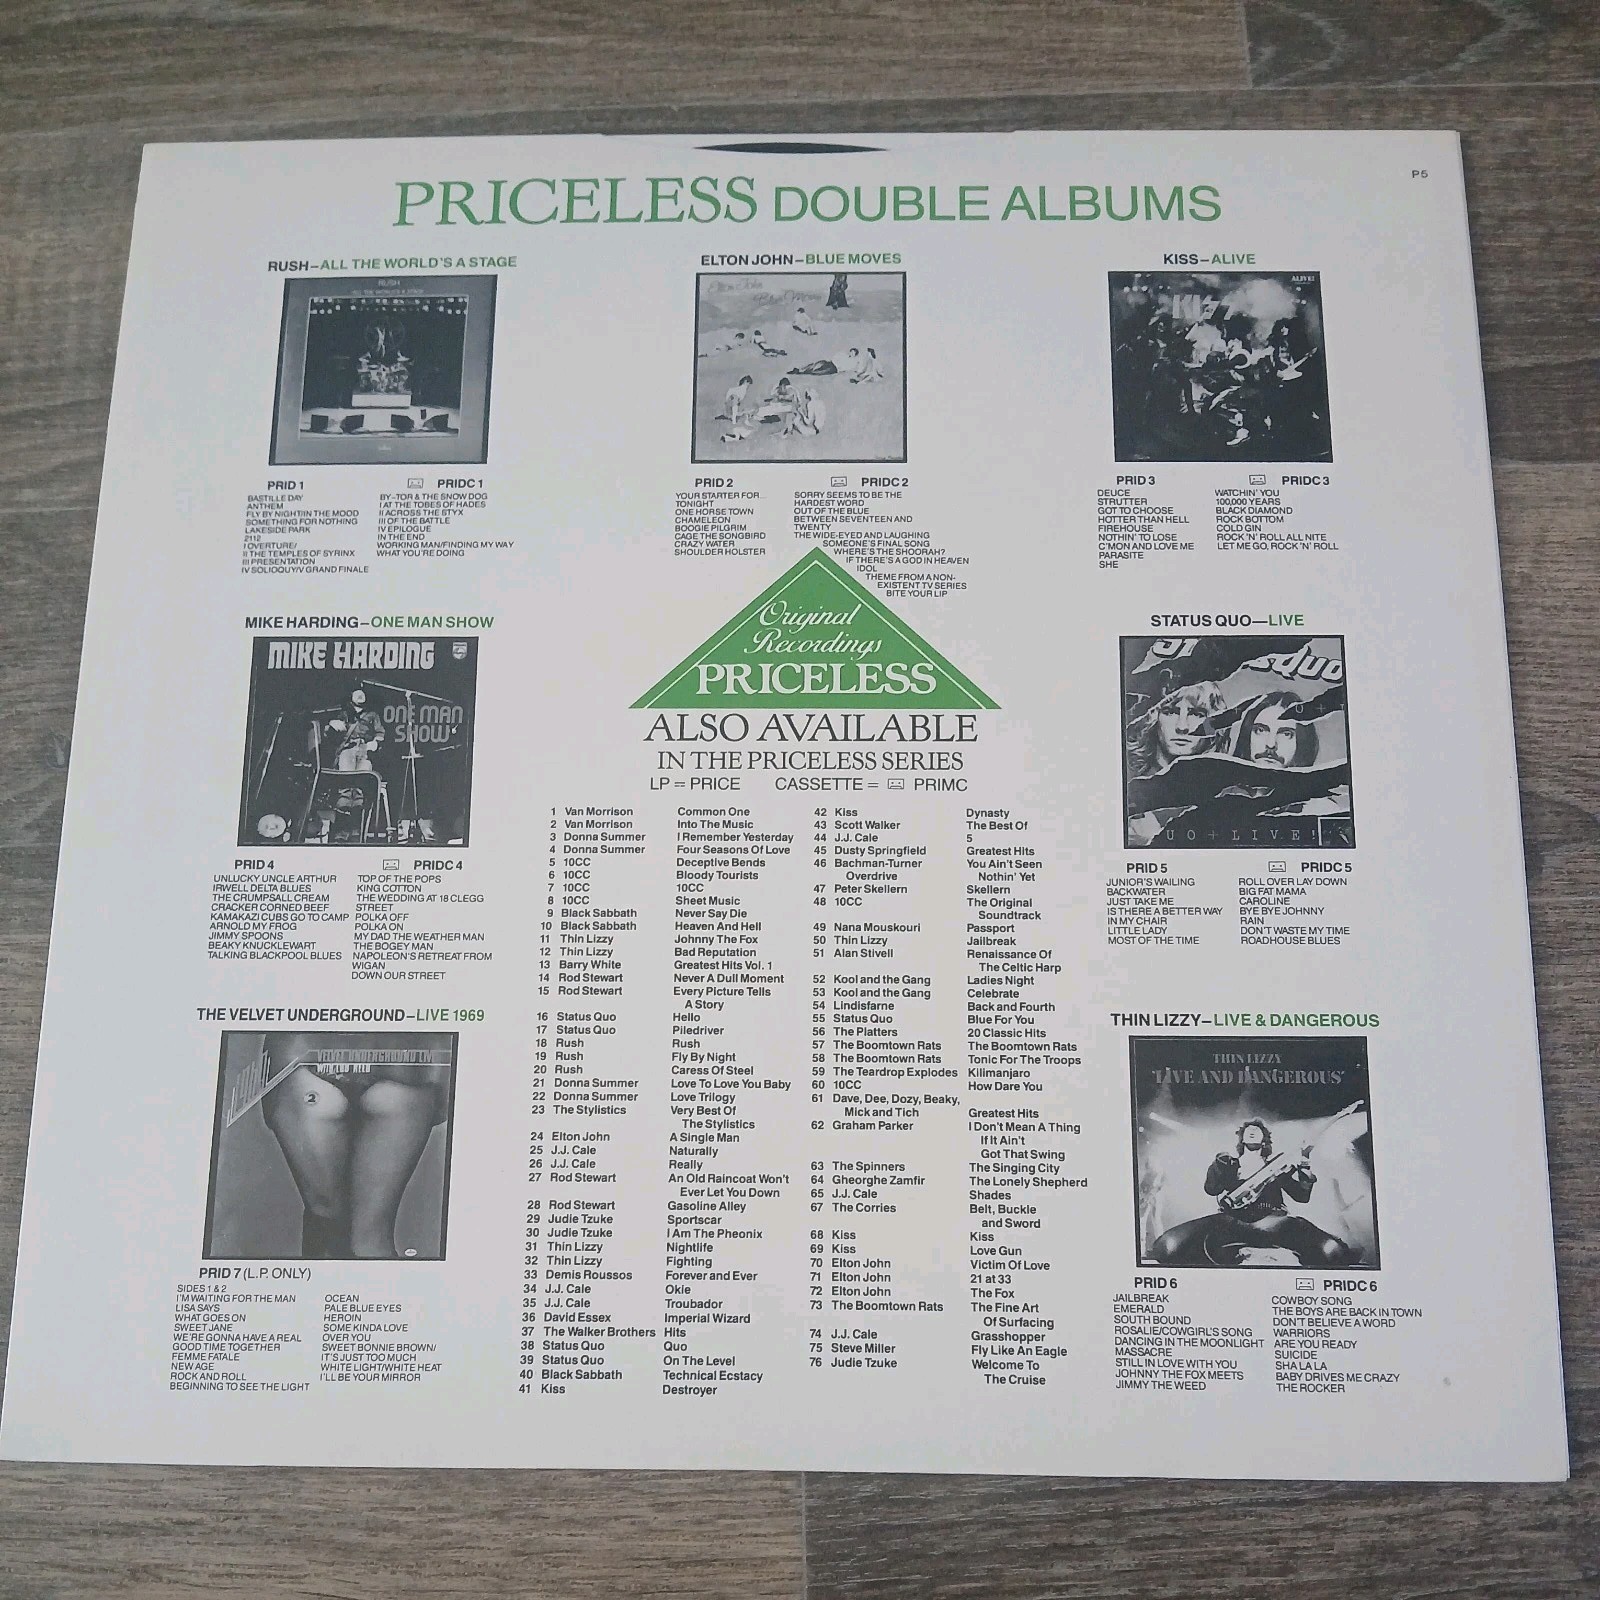 P5
PRICELESS DOUBLE ALBUMS
RUSH–ALL THE WORLD'S A STAGE
RUSH
ALL THE WORLD'S A STAGE
PRID 1
BASTILLE DAY
ANTHEM
FLY BY NIGHT/IN THE MOOD
SOMETHING FOR NOTHING
LAKESIDE PARK
2112
I OVERTURE/
II THE TEMPLES OF SYRINX
III PRESENTATION
IV SOLIOQUY/V GRAND FINALE
PRIDC 1
BY-TOR & THE SNOW DOG
I AT THE TOBES OF HADES
II ACROSS THE STYX
III OF THE BATTLE
IV EPILOGUE
IN THE END
WORKING MAN/FINDING MY WAY
WHAT YOU'RE DOING
ELTON JOHN–BLUE MOVES
Elton John
Blue Moves
PRID 2
YOUR STARTER FOR...
TONIGHT
ONE HORSE TOWN
CHAMELEON
BOOGIE PILGRIM
CAGE THE SONGBIRD
CRAZY WATER
SHOULDER HOLSTER
PRIDC 2
SORRY SEEMS TO BE THE
HARDEST WORD
OUT OF THE BLUE
BETWEEN SEVENTEEN AND
TWENTY
THE WIDE-EYED AND LAUGHING
SOMEONE'S FINAL SONG
WHERE'S THE SHOORAH?
IF THERE'S A GOD IN HEAVEN
IDOL
THEME FROM A NON-
EXISTENT TV SERIES
BITE YOUR LIP
KISS–ALIVE
ALIVE!
KISS
PRID 3
DEUCE
STRUTTER
GOT TO CHOOSE
HOTTER THAN HELL
FIREHOUSE
NOTHIN' TO LOSE
C'MON AND LOVE ME
PARASITE
SHE
PRIDC 3
WATCHIN' YOU
100,000 YEARS
BLACK DIAMOND
ROCK BOTTOM
COLD GIN
ROCK 'N' ROLL ALL NITE
LET ME GO, ROCK 'N' ROLL
MIKE HARDING–ONE MAN SHOW
MIKE HARDING
ONE MAN
SHOW
PRID 4
UNLUCKY UNCLE ARTHUR
IRWELL DELTA BLUES
THE CRUMPSALL CREAM
CRACKER CORNED BEEF
KAMAKAZI CUBS GO TO CAMP
ARNOLD MY FROG
JIMMY SPOONS
BEAKY KNUCKLEWART
TALKING BLACKPOOL BLUES
PRIDC 4
TOP OF THE POPS
KING COTTON
THE WEDDING AT 18 CLEGG
STREET
POLKA OFF
POLKA ON
MY DAD THE WEATHER MAN
THE BOGEY MAN
NAPOLEON'S RETREAT FROM
WIGAN
DOWN OUR STREET
Original
Recordings
PRICELESS
ALSO AVAILABLE
IN THE PRICELESS SERIES
LP = PRICE CASSETTE = PRIMC
1 Van Morrison Common One
2 Van Morrison Into The Music
3 Donna Summer I Remember Yesterday
4 Donna Summer Four Seasons Of Love
5 10CC Deceptive Bends
6 10CC Bloody Tourists
7 10CC 10CC
8 10CC Sheet Music
9 Black Sabbath Never Say Die
10 Black Sabbath Heaven And Hell
11 Thin Lizzy Johnny The Fox
12 Thin Lizzy Bad Reputation
13 Barry White Greatest Hits Vol. 1
14 Rod Stewart Never A Dull Moment
15 Rod Stewart Every Picture Tells
A Story
16 Status Quo Hello
17 Status Quo Piledriver
18 Rush Rush
19 Rush Fly By Night
20 Rush Caress Of Steel
21 Donna Summer Love To Love You Baby
22 Donna Summer Love Trilogy
23 The Stylistics Very Best Of
The Stylistics
24 Elton John A Single Man
25 J.J. Cale Naturally
26 J.J. Cale Really
27 Rod Stewart An Old Raincoat Won't
Ever Let You Down
28 Rod Stewart Gasoline Alley
29 Judie Tzuke Sportscar
30 Judie Tzuke I Am The Pheonix
31 Thin Lizzy Nightlife
32 Thin Lizzy Fighting
33 Demis Roussos Forever and Ever
34 J.J. Cale Okie
35 J.J. Cale Troubador
36 David Essex Imperial Wizard
37 The Walker Brothers Hits
38 Status Quo Quo
39 Status Quo On The Level
40 Black Sabbath Technical Ecstacy
41 Kiss Destroyer
42 Kiss Dynasty
43 Scott Walker The Best Of
44 J.J. Cale 5
45 Dusty Springfield Greatest Hits
46 Bachman-Turner You Ain't Seen
Overdrive Nothin' Yet
47 Peter Skellern Skellern
48 10CC The Original
Soundtrack
49 Nana Mouskouri Passport
50 Thin Lizzy Jailbreak
51 Alan Stivell Renaissance Of
The Celtic Harp
52 Kool and the Gang Ladies Night
53 Kool and the Gang Celebrate
54 Lindisfarne Back and Fourth
55 Status Quo Blue For You
56 The Platters 20 Classic Hits
57 The Boomtown Rats The Boomtown Rats
58 The Boomtown Rats Tonic For The Troops
59 The Teardrop Explodes Kilimanjaro
60 10CC How Dare You
61 Dave, Dee, Dozy, Beaky,
Mick and Tich Greatest Hits
62 Graham Parker I Don't Mean A Thing
If It Ain't
Got That Swing
63 The Spinners The Singing City
64 Gheorghe Zamfir The Lonely Shepherd
65 J.J. Cale Shades
67 The Corries Belt, Buckle
and Sword
68 Kiss Kiss
69 Kiss Love Gun
70 Elton John Victim Of Love
71 Elton John 21 at 33
72 Elton John The Fox
73 The Boomtown Rats The Fine Art
Of Surfacing
74 J.J. Cale Grasshopper
75 Steve Miller Fly Like An Eagle
76 Judie Tzuke Welcome To
The Cruise
STATUS QUO—LIVE
QUO
UO + LIVE!
PRID 5
JUNIOR'S WAILING
BACKWATER
JUST TAKE ME
IS THERE A BETTER WAY
IN MY CHAIR
LITTLE LADY
MOST OF THE TIME
PRIDC 5
ROLL OVER LAY DOWN
BIG FAT MAMA
CAROLINE
BYE BYE JOHNNY
RAIN
DON'T WASTE MY TIME
ROADHOUSE BLUES
THE VELVET UNDERGROUND–LIVE 1969
VELVET UNDERGROUND LIVE
WITH LOU REED
2
PRID 7 (L.P. ONLY)
SIDES 1 & 2
I'M WAITING FOR THE MAN
LISA SAYS
WHAT GOES ON
SWEET JANE
WE'RE GONNA HAVE A REAL
GOOD TIME TOGETHER
FEMME FATALE
NEW AGE
ROCK AND ROLL
BEGINNING TO SEE THE LIGHT
OCEAN
PALE BLUE EYES
HEROIN
SOME KINDA LOVE
OVER YOU
SWEET BONNIE BROWN/
IT'S JUST TOO MUCH
WHITE LIGHT/WHITE HEAT
I'LL BE YOUR MIRROR
THIN LIZZY–LIVE & DANGEROUS
THIN LIZZY
'LIVE AND DANGEROUS'
PRID 6
JAILBREAK
EMERALD
SOUTH BOUND
ROSALIE/COWGIRL'S SONG
DANCING IN THE MOONLIGHT
MASSACRE
STILL IN LOVE WITH YOU
JOHNNY THE FOX MEETS
JIMMY THE WEED
PRIDC 6
COWBOY SONG
THE BOYS ARE BACK IN TOWN
DON'T BELIEVE A WORD
WARRIORS
ARE YOU READY
SUICIDE
SHA LA LA
BABY DRIVES ME CRAZY
THE ROCKER